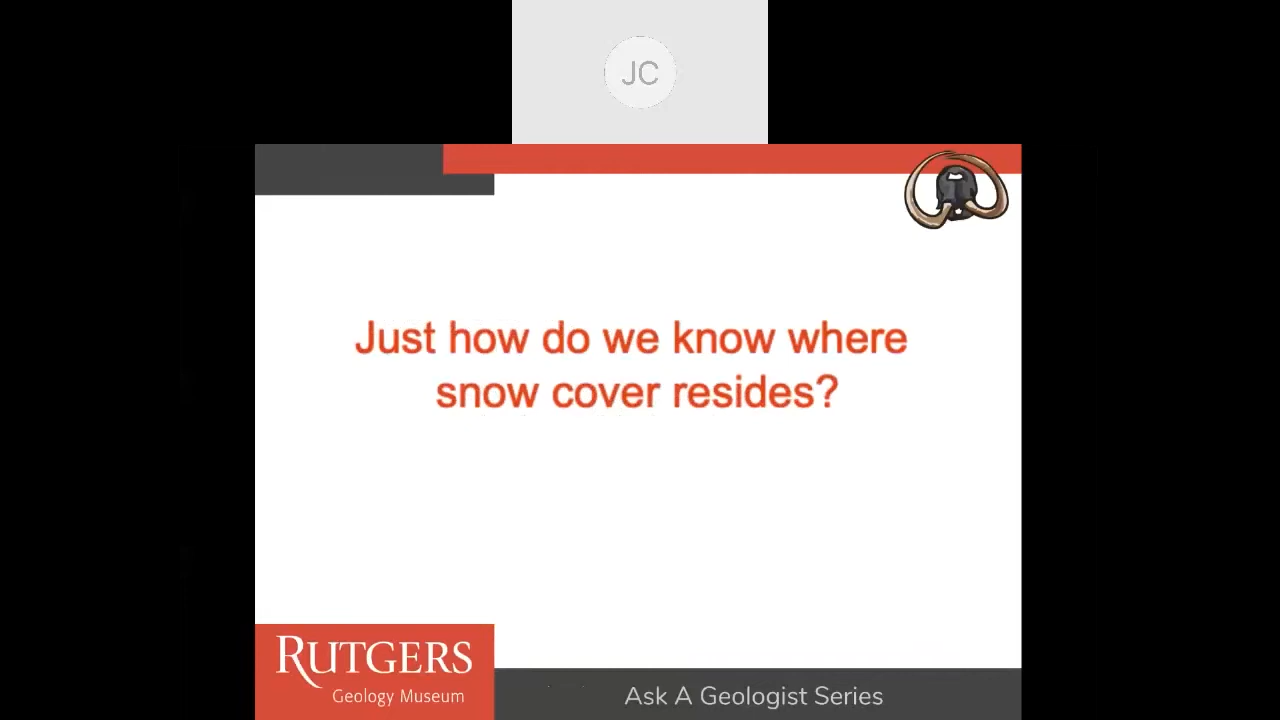 JC
Just how do we know where
snow cover resides?
RUTGERS
Geology Museum
Ask A Geologist Series